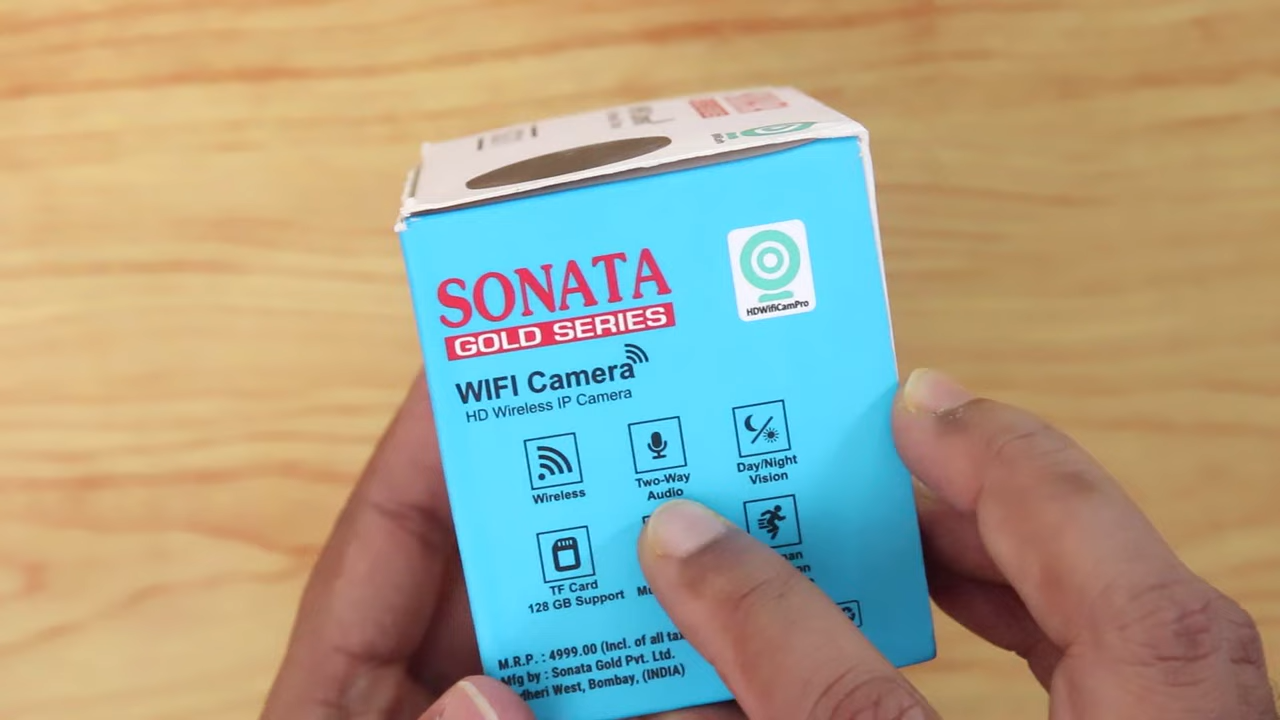 SONATA
GOLD SERIES
HDWifiCamPro
WIFI Camera
HD Wireless IP Camera
Wireless
Two-Way
Audio
Day/Night
Vision
TF Card
128 GB Support
M.R.P. : 4999.00 (Incl. of all
Mfg by : Sonata Gold Pvt. Ltd.
West, Bombay, (INDIA)